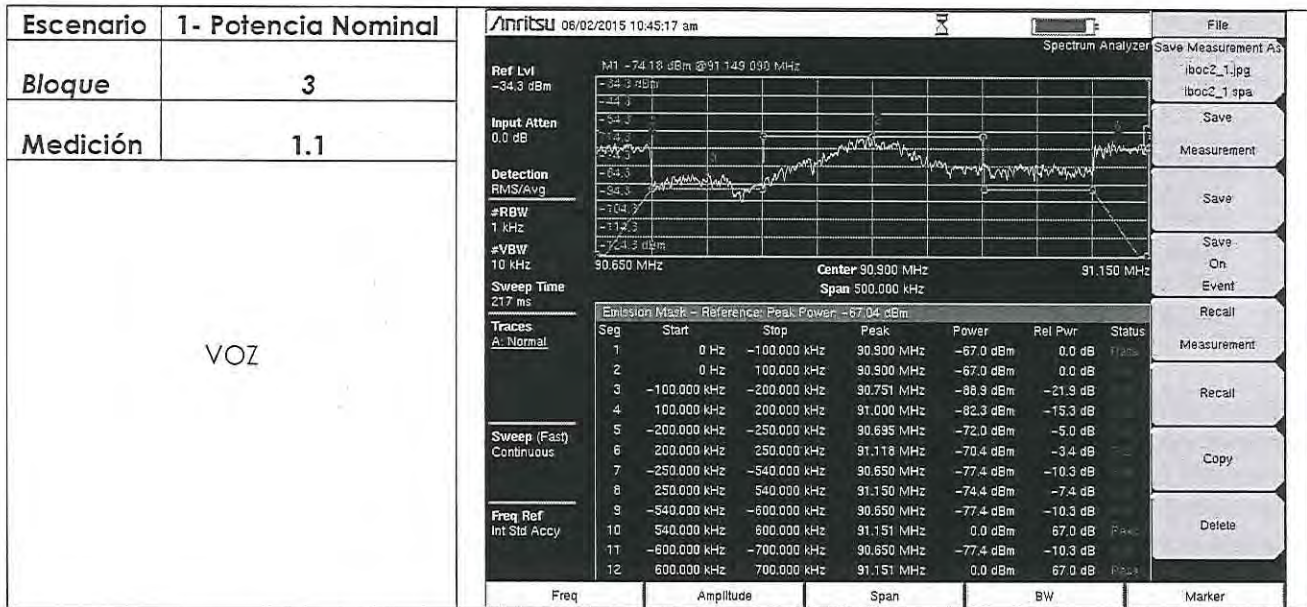 Escenario 1- Potencia Nominal
Bloque 3
Medición 1.1
VOZ
Anritsu 06/02/2015 10:45:17 am
Spectrum Analyzer
M1 -74.18 dBm @91.149 090 MHz
Ref Lvl
-34.3 dBm
Input Atten
0.0 dB
Detection
RMS/Avg
#RBW
1 kHz
#VBW
10 kHz
Sweep Time
217 ms
Traces
A: Normal
Sweep (Fast)
Continuous
Freq Ref
Int Std Accy
-34.3 dBm
-44.3
-54.3
-74.3
-84.3
-94.3
-104.3
-114.3
-124.3 dBm
90.650 MHz Center 90.900 MHz 91.150 MHz
Span 500.000 kHz
Emission Mask - Reference: Peak Power: -67.04 dBm
Seg Start Stop Peak Power Rel Pwr Status
1 0 Hz -100.000 kHz 90.900 MHz -67.0 dBm 0.0 dB
2 0 Hz 100.000 kHz 90.900 MHz -67.0 dBm 0.0 dB
3 -100.000 kHz -200.000 kHz 90.751 MHz -88.9 dBm -21.9 dB
4 100.000 kHz 200.000 kHz 91.000 MHz -82.3 dBm -15.3 dB
5 -200.000 kHz -250.000 kHz 90.695 MHz -72.0 dBm -5.0 dB
6 200.000 kHz 250.000 kHz 91.118 MHz -70.4 dBm -3.4 dB
7 -250.000 kHz -540.000 kHz 90.650 MHz -77.4 dBm -10.3 dB
8 250.000 kHz 540.000 kHz 91.150 MHz -74.4 dBm -7.4 dB
9 -540.000 kHz -600.000 kHz 90.650 MHz -77.4 dBm -10.3 dB
10 540.000 kHz 600.000 kHz 91.151 MHz 0.0 dBm 67.0 dB
11 -600.000 kHz -700.000 kHz 90.650 MHz -77.4 dBm -10.3 dB
12 600.000 kHz 700.000 kHz 91.151 MHz 0.0 dBm 67.0 dB
File
Save Measurement As
iboc2_1.jpg
iboc2_1 spa
Save
Measurement
Save
Save
On
Event
Recall
Measurement
Recall
Copy
Delete
Freq Amplitude Span BW Marker